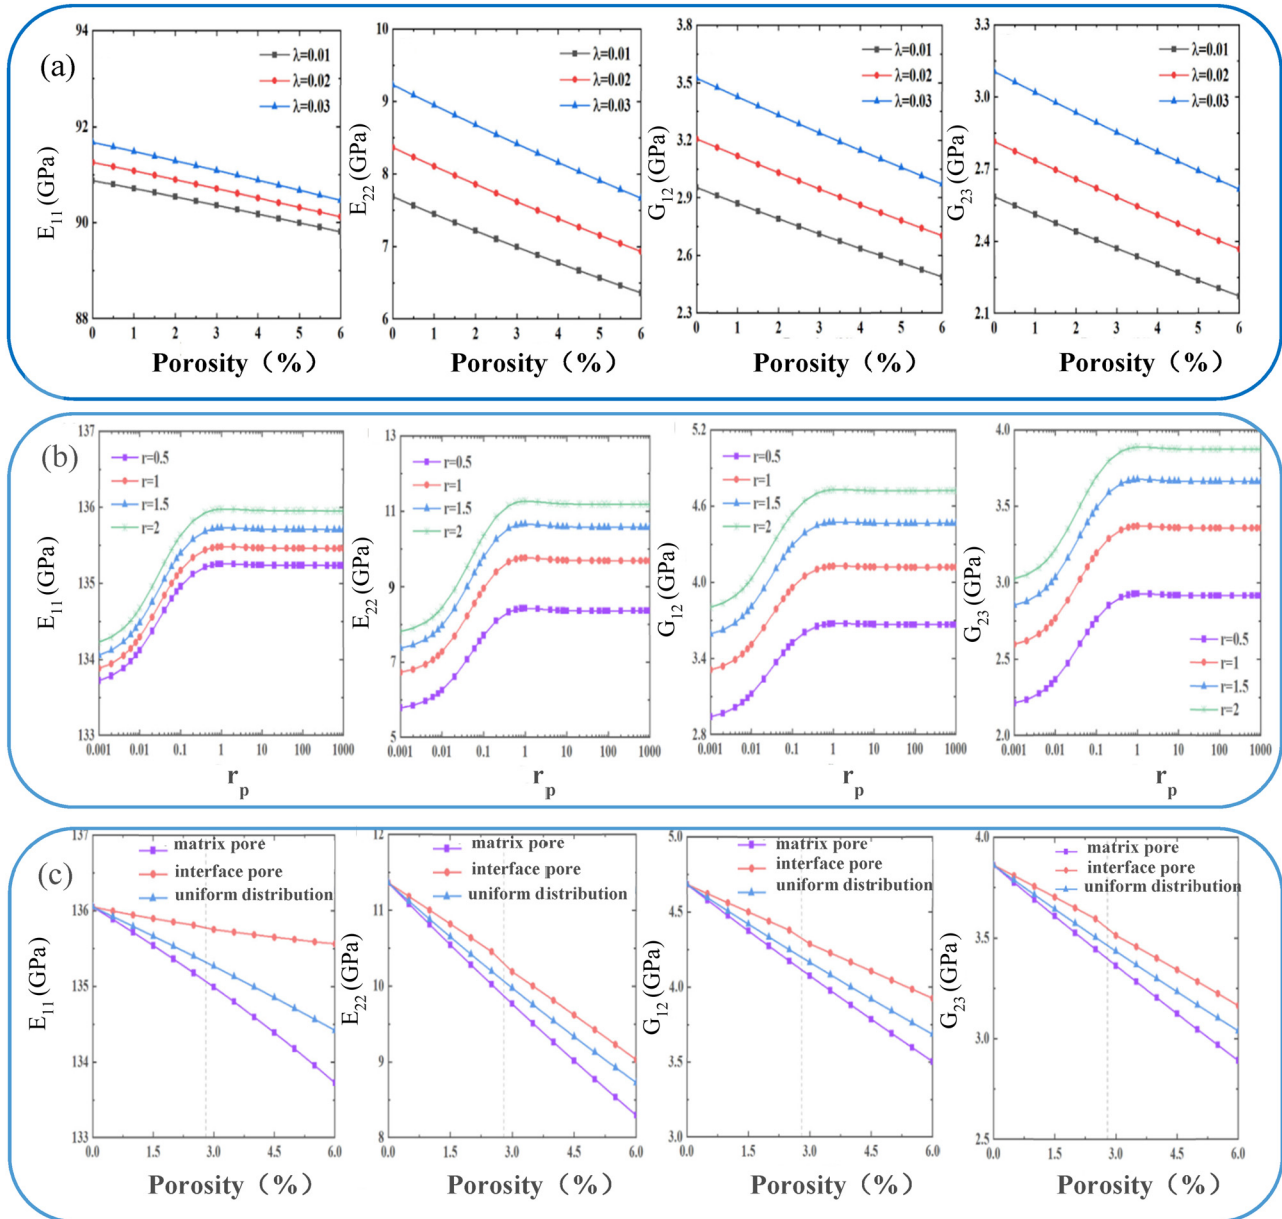 (a)
94
92
90
88
E11 (GPa)
λ=0.01
λ=0.02
λ=0.03
0 1 2 3 4 5 6
Porosity（%）
10
9
8
7
6
E22 (GPa)
λ=0.01
λ=0.02
λ=0.03
0 1 2 3 4 5 6
Porosity（%）
3.8
3.5
3.2
2.9
2.6
2.3
G12 (GPa)
λ=0.01
λ=0.02
λ=0.03
0 1 2 3 4 5 6
Porosity（%）
3.3
3.0
2.7
2.4
2.1
G23 (GPa)
λ=0.01
λ=0.02
λ=0.03
0 1 2 3 4 5 6
Porosity（%）
(b)
137
136
135
134
133
E11 (GPa)
r=0.5
r=1
r=1.5
r=2
0.001 0.01 0.1 1 10 100 1000
rp
13
11
9
7
5
E22 (GPa)
r=0.5
r=1
r=1.5
r=2
0.001 0.01 0.1 1 10 100 1000
rp
5.2
4.6
4.0
3.4
2.8
G12 (GPa)
r=0.5
r=1
r=1.5
r=2
0.001 0.01 0.1 1 10 100 1000
rp
4.0
3.5
3.0
2.5
2.0
G23 (GPa)
r=0.5
r=1
r=1.5
r=2
0.001 0.01 0.1 1 10 100 1000
rp
(c)
137
136
135
134
133
E11 (GPa)
matrix pore
interface pore
uniform distribution
0.0 1.5 3.0 4.5 6.0
Porosity（%）
12
11
10
9
8
E22 (GPa)
matrix pore
interface pore
uniform distribution
0.0 1.5 3.0 4.5 6.0
Porosity（%）
5.0
4.5
4.0
3.5
3.0
G12 (GPa)
matrix pore
interface pore
uniform distribution
0.0 1.5 3.0 4.5 6.0
Porosity（%）
4.0
3.5
3.0
2.5
G23 (GPa)
matrix pore
interface pore
uniform distribution
0.0 1.5 3.0 4.5 6.0
Porosity（%）